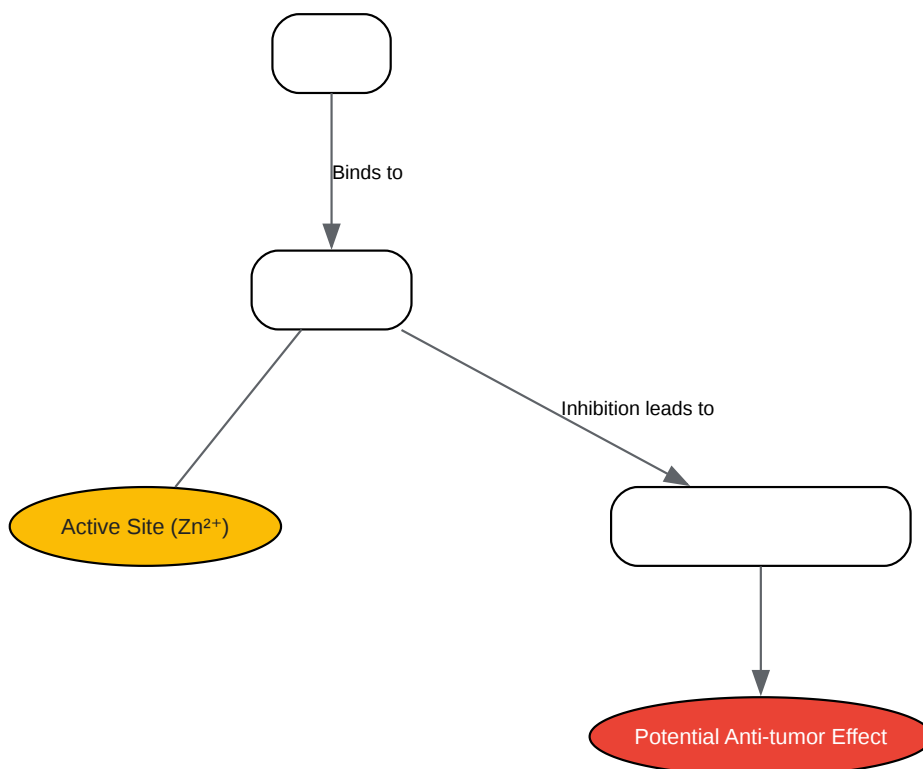 Binds to
Inhibition leads to
Active Site (Zn²⁺)
Potential Anti-tumor Effect